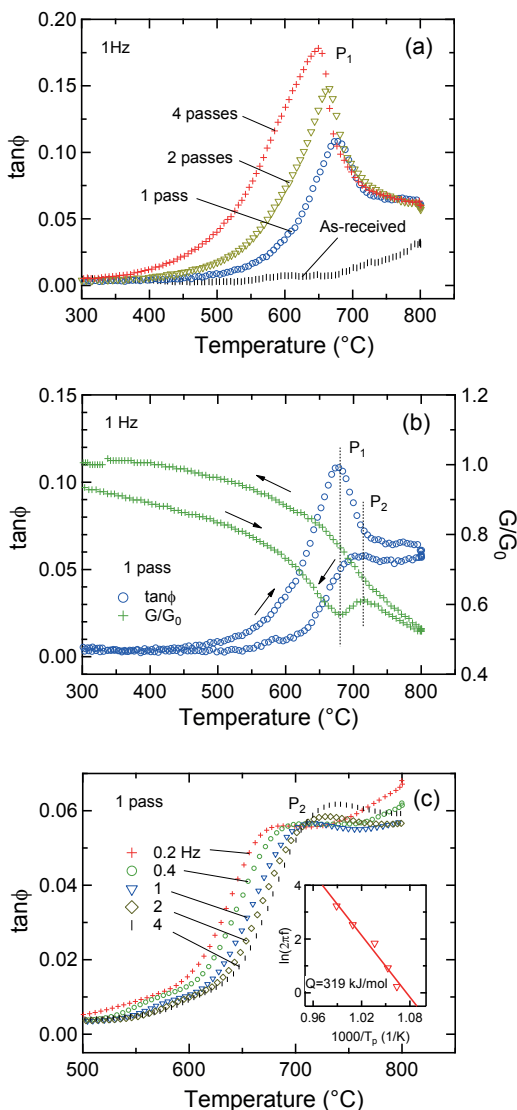 0.20
1Hz
(a)
P1
0.15
4 passes
tanϕ
0.10
2 passes
1 pass
0.05
As-received
0.00
300 400 500 600 700 800
Temperature (°C)
0.15 1.2
1 Hz
(b)
P1
1.0
0.10
P2
tanϕ
0.8
G/G0
1 pass
0.05
tanϕ
0.6
G/G0
0.00
0.4
300 400 500 600 700 800
Temperature (°C)
1 pass
(c)
0.06
P2
0.2 Hz
0.4
1
2
4
0.04
tanϕ
0.02
4
2
0
ln(2πf)
Q=319 kJ/mol
0.96 1.02 1.08
1000/Tp (1/K)
0.00
500 600 700 800
Temperature (°C)